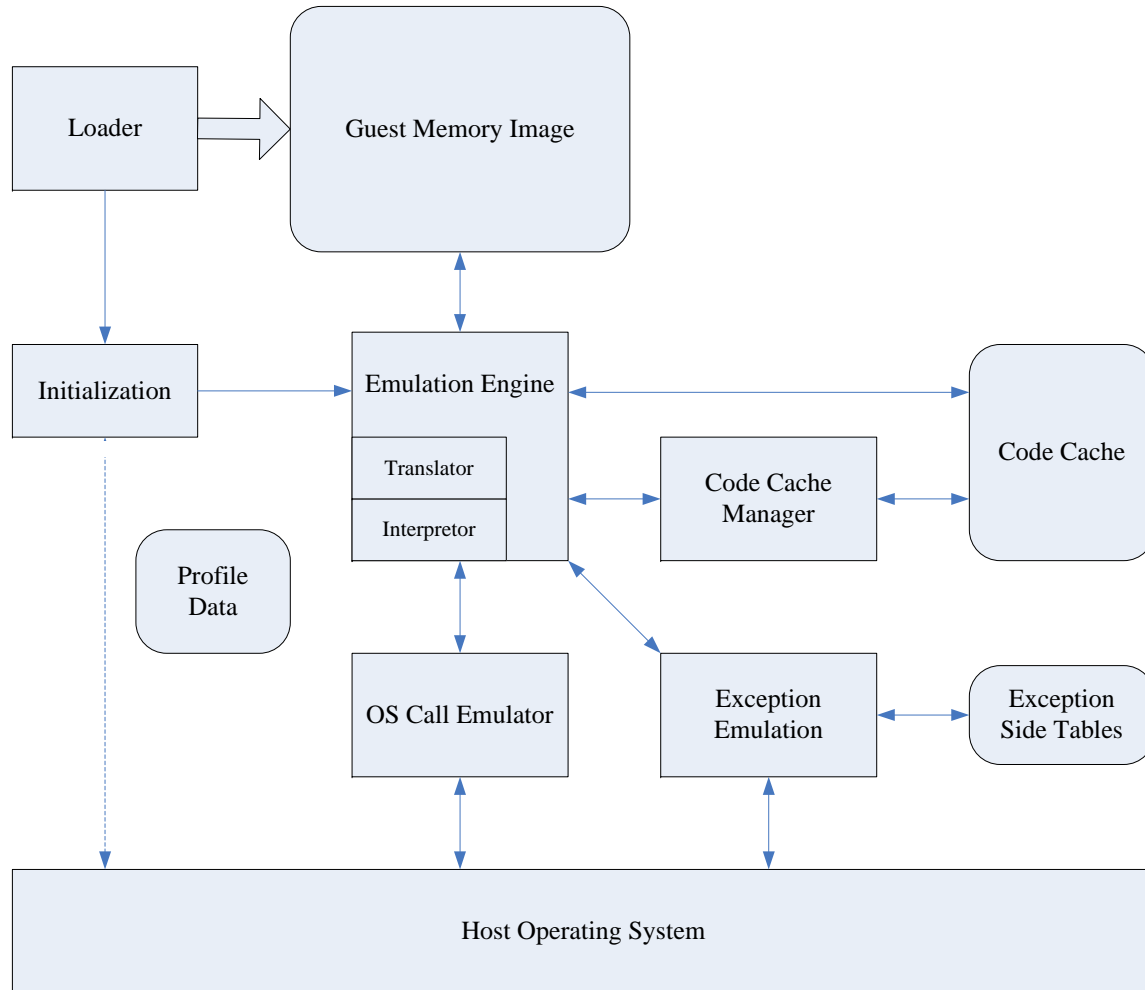 Loader
Guest Memory Image
Initialization
Emulation Engine
Translator
Interpretor
Code Cache
Manager
Code Cache
Profile
Data
OS Call Emulator
Exception
Emulation
Exception
Side Tables
Host Operating System